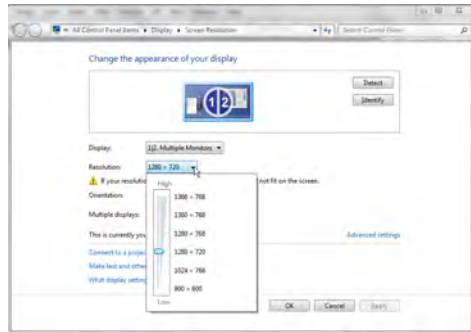 All Control Panel Items ▸ Display ▸ Screen Resolution
Search Control Panel
Change the appearance of your display
1|2
Detect
Identify
Display: 1|2. Multiple Monitors
Resolution: 1280 × 720
If your resolutio not fit on the screen.
High
Orientation:
1366 × 768
1360 × 768
Multiple displays:
1280 × 768
This is currently you Advanced settings
1280 × 720
Connect to a projec
1024 × 768
Make text and other
What display setting
800 × 600
Low
OK Cancel Apply